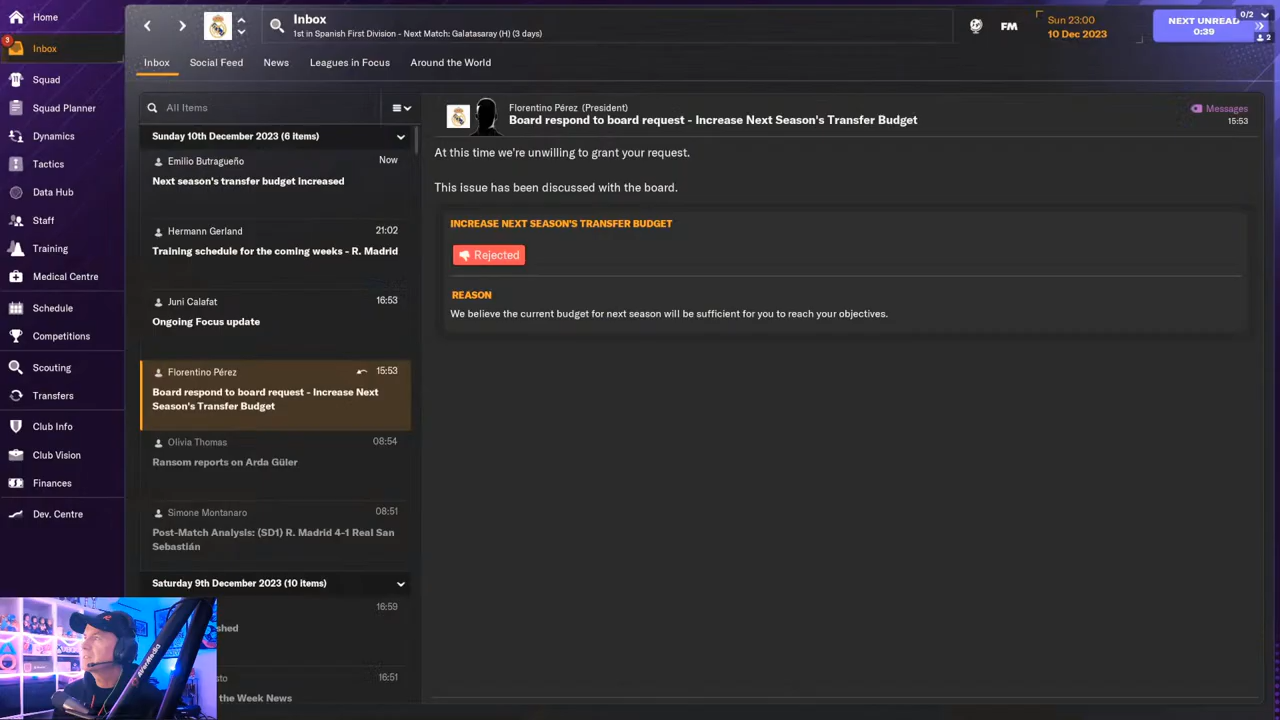 Home
3
Inbox
Squad
Squad Planner
Dynamics
Tactics
Data Hub
Staff
Training
Medical Centre
Schedule
Competitions
Scouting
Transfers
Club Info
Club Vision
Finances
Dev. Centre
Inbox
1st in Spanish First Division - Next Match: Galatasaray (H) (3 days)
FM
Sun 23:00
10 Dec 2023
NEXT UNREAD
0:39
0/2
2
Inbox
Social Feed
News
Leagues in Focus
Around the World
All Items
Sunday 10th December 2023 (6 items)
Emilio Butragueño
Now
Next season's transfer budget increased
Hermann Gerland
21:02
Training schedule for the coming weeks - R. Madrid
Juni Calafat
16:53
Ongoing Focus update
Florentino Pérez
15:53
Board respond to board request - Increase Next
Season's Transfer Budget
Olivia Thomas
08:54
Ransom reports on Arda Güler
Simone Montanaro
08:51
Post-Match Analysis: (SD1) R. Madrid 4-1 Real San
Sebastián
Saturday 9th December 2023 (10 items)
16:59
shed
16:51
the Week News
Florentino Pérez (President)
Board respond to board request - Increase Next Season's Transfer Budget
Messages
15:53
At this time we're unwilling to grant your request.
This issue has been discussed with the board.
INCREASE NEXT SEASON'S TRANSFER BUDGET
Rejected
REASON
We believe the current budget for next season will be sufficient for you to reach your objectives.
AVerMedia